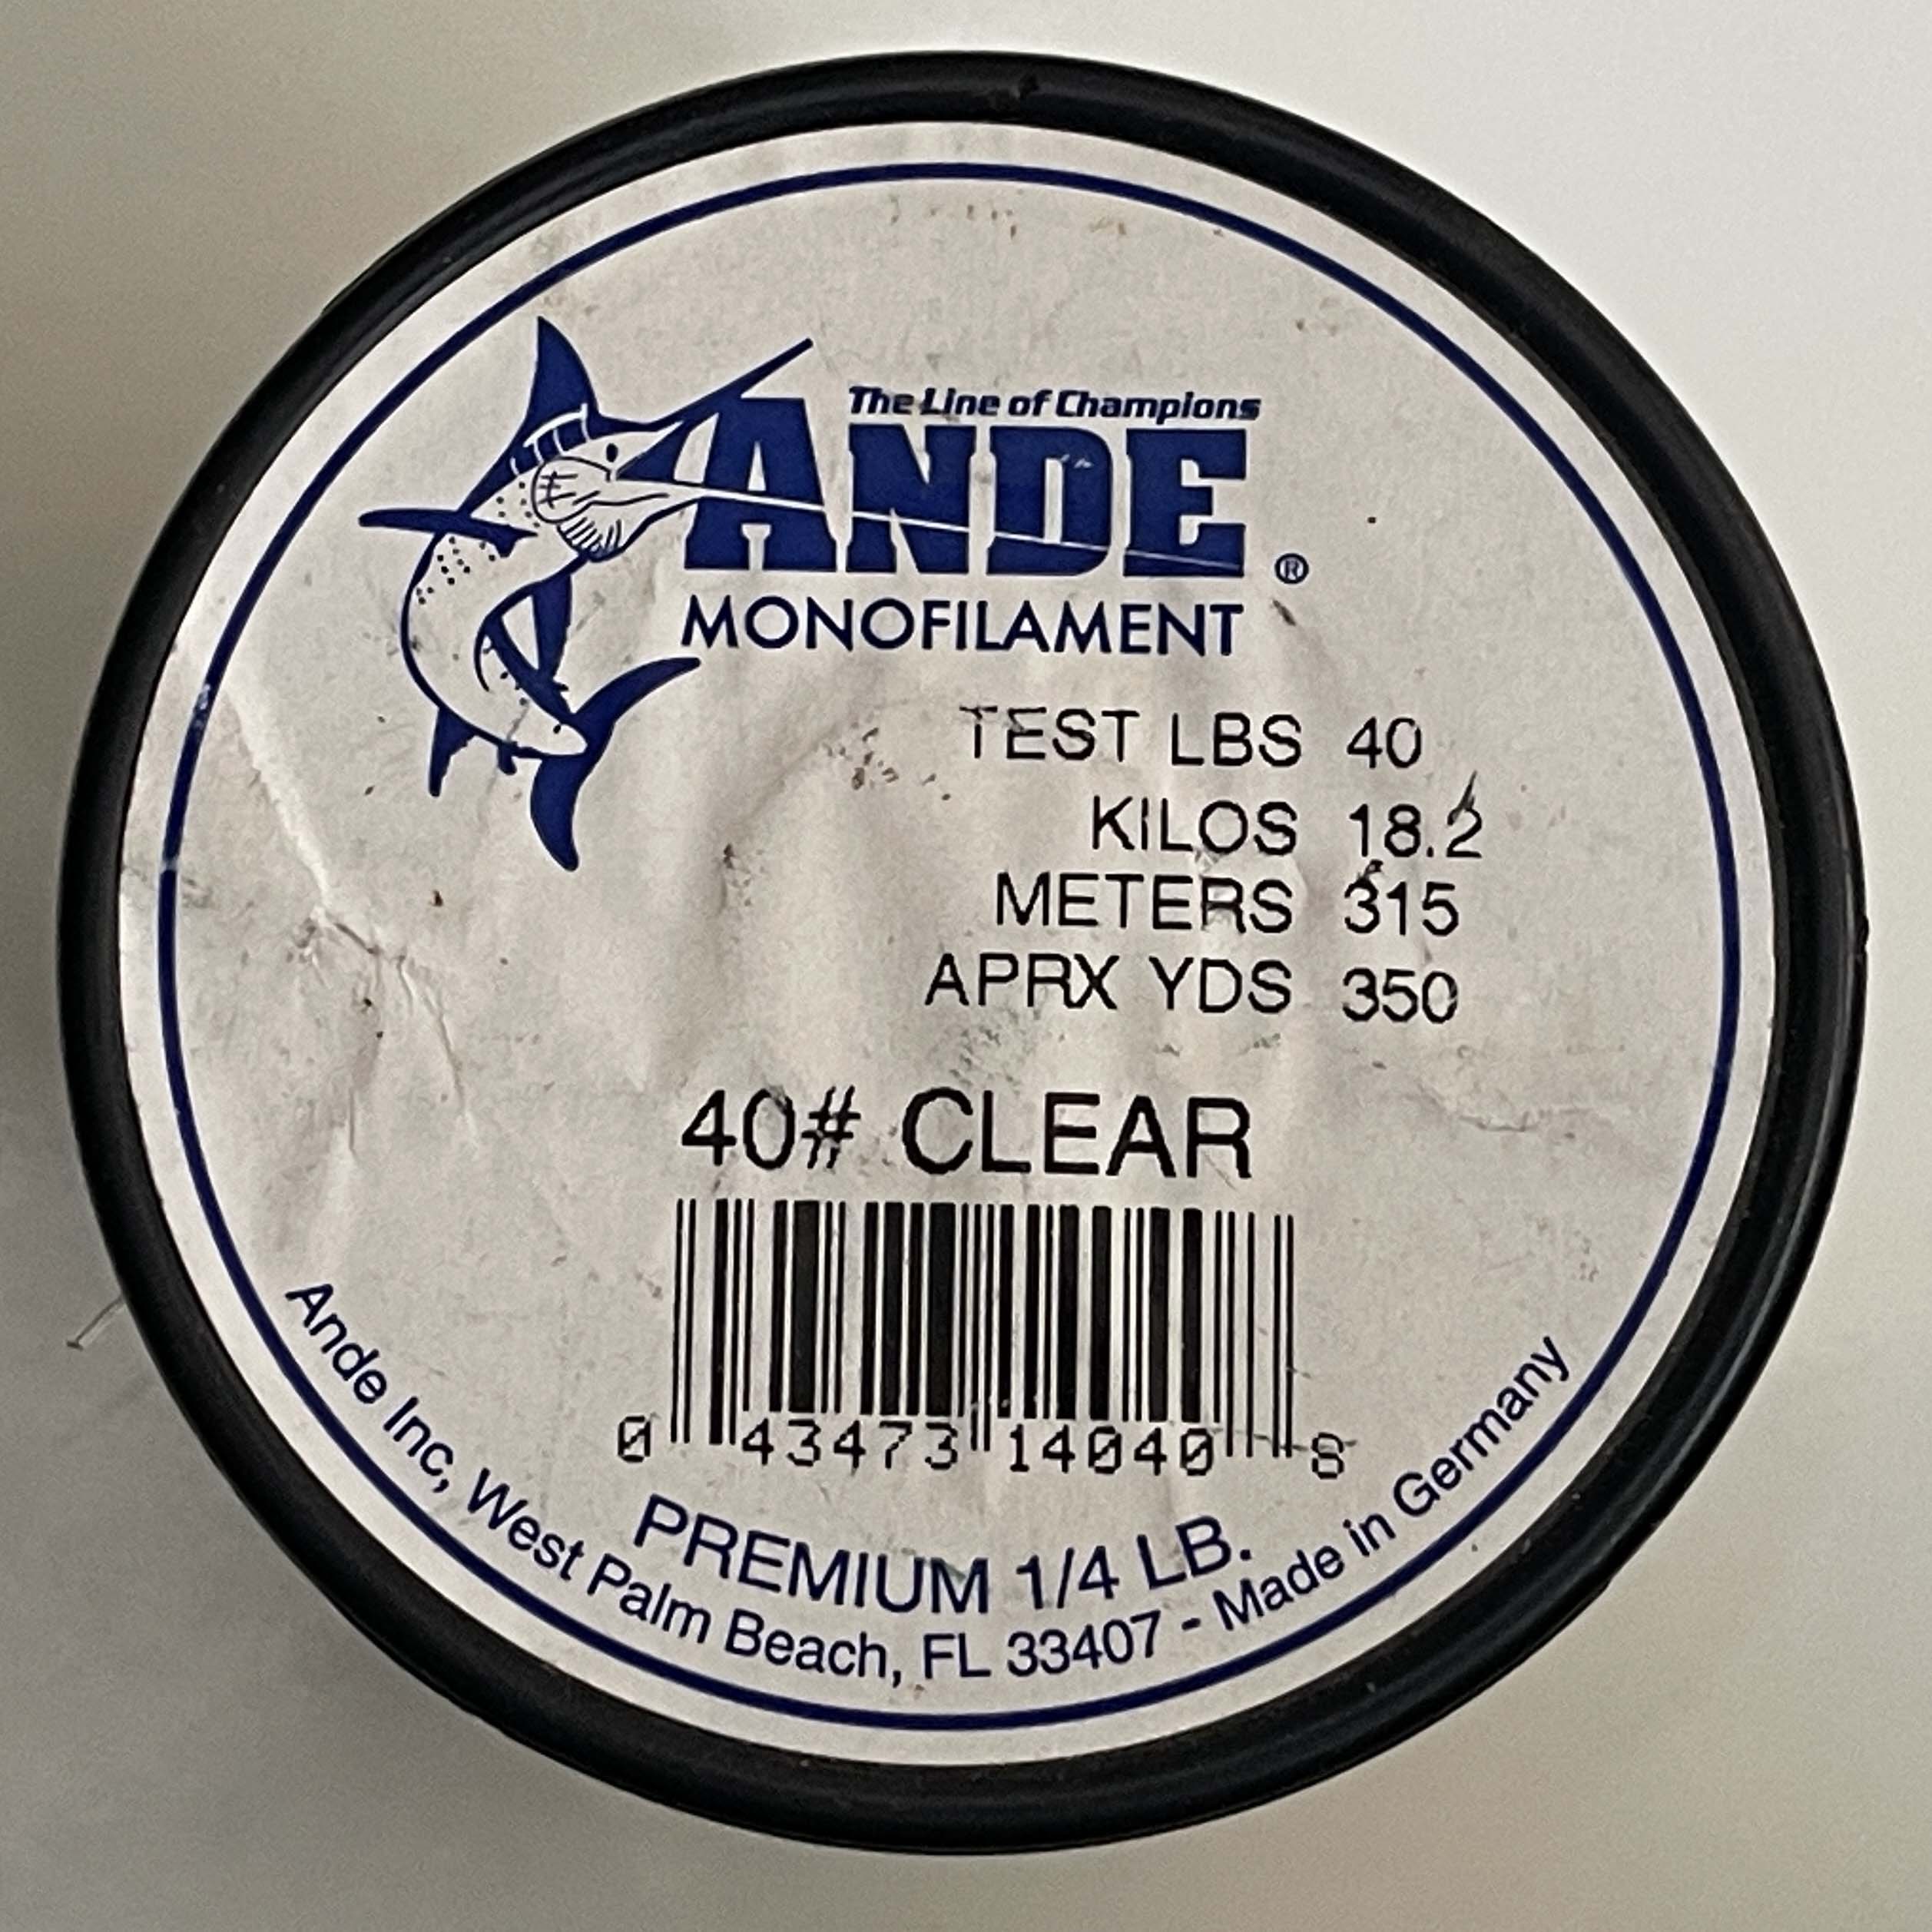 The Line of Champions
ANDE ®
MONOFILAMENT
TEST LBS 40
KILOS 18.2
METERS 315
APRX YDS 350
40# CLEAR
0 43473 14040 8
PREMIUM 1/4 LB.
Ande Inc, West Palm Beach, FL 33407 - Made in Germany